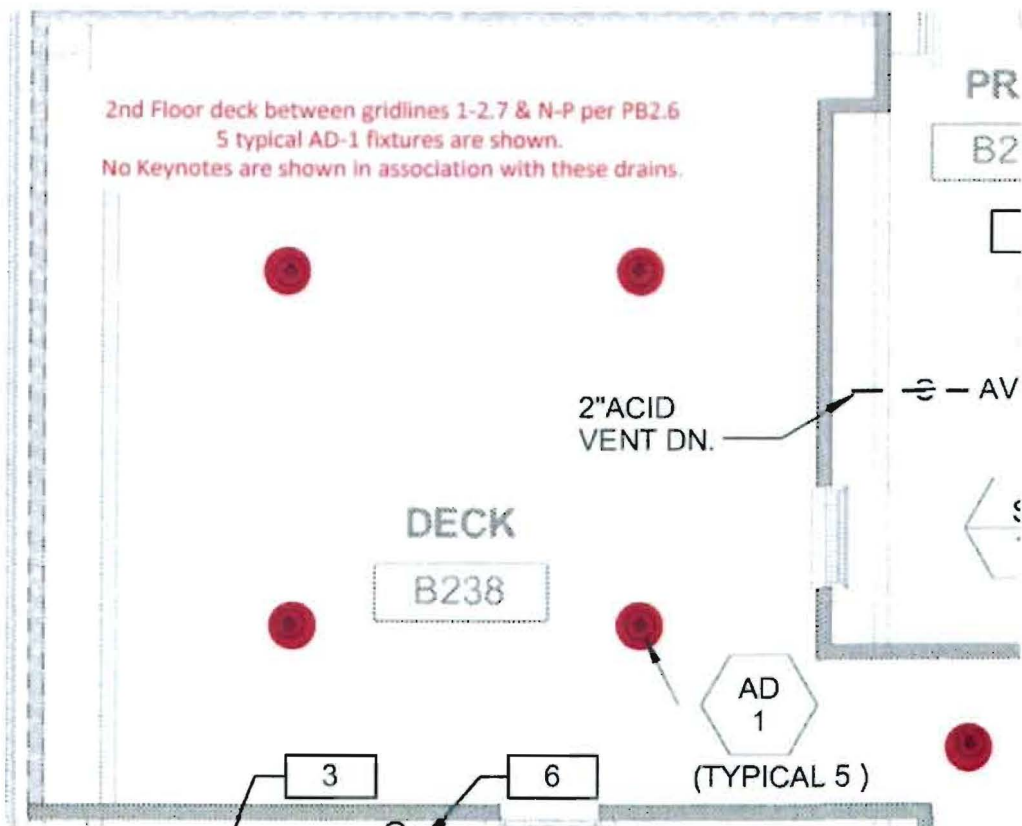 2nd Floor deck between gridlines 1-2.7 & N-P per PB2.6
5 typical AD-1 fixtures are shown.
No Keynotes are shown in association with these drains.
PR
B2
2"ACID
VENT DN.
AV
S
DECK
B238
AD
1
(TYPICAL 5 )
3
6